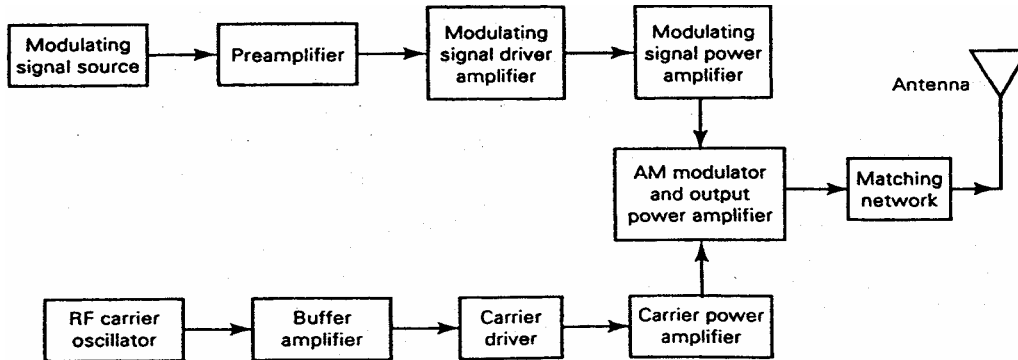 Modulating
signal source
Preamplifier
Modulating
signal driver
amplifier
Modulating
signal power
amplifier
Antenna
AM modulator
and output
power amplifier
Matching
network
RF carrier
oscillator
Buffer
amplifier
Carrier
driver
Carrier power
amplifier